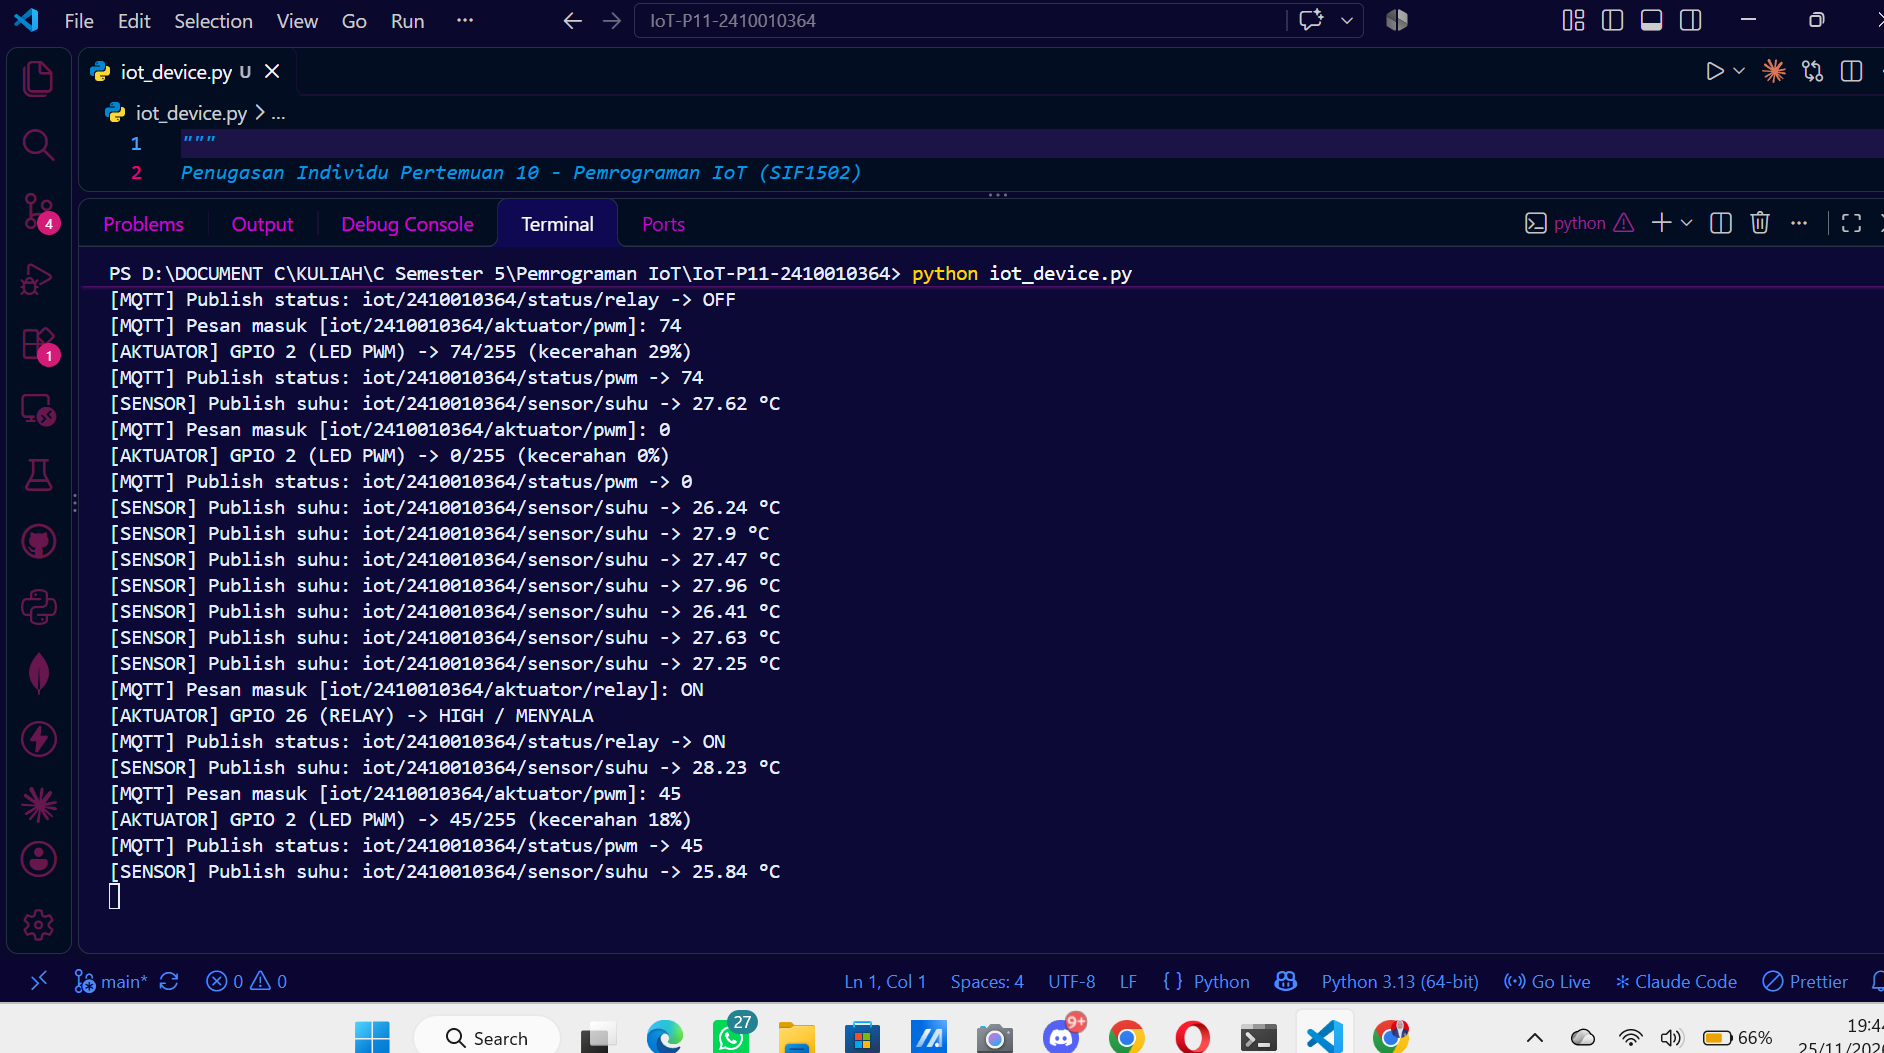 File Edit Selection View Go Run ···
IoT-P11-2410010364
iot_device.py U
iot_device.py > ...
1 """
2 Penugasan Individu Pertemuan 10 - Pemrograman IoT (SIF1502)
4
1
Problems Output Debug Console Terminal Ports
python
PS D:\DOCUMENT C\KULIAH\C Semester 5\Pemrograman IoT\IoT-P11-2410010364> python iot_device.py
[MQTT] Publish status: iot/2410010364/status/relay -> OFF
[MQTT] Pesan masuk [iot/2410010364/aktuator/pwm]: 74
[AKTUATOR] GPIO 2 (LED PWM) -> 74/255 (kecerahan 29%)
[MQTT] Publish status: iot/2410010364/status/pwm -> 74
[SENSOR] Publish suhu: iot/2410010364/sensor/suhu -> 27.62 °C
[MQTT] Pesan masuk [iot/2410010364/aktuator/pwm]: 0
[AKTUATOR] GPIO 2 (LED PWM) -> 0/255 (kecerahan 0%)
[MQTT] Publish status: iot/2410010364/status/pwm -> 0
[SENSOR] Publish suhu: iot/2410010364/sensor/suhu -> 26.24 °C
[SENSOR] Publish suhu: iot/2410010364/sensor/suhu -> 27.9 °C
[SENSOR] Publish suhu: iot/2410010364/sensor/suhu -> 27.47 °C
[SENSOR] Publish suhu: iot/2410010364/sensor/suhu -> 27.96 °C
[SENSOR] Publish suhu: iot/2410010364/sensor/suhu -> 26.41 °C
[SENSOR] Publish suhu: iot/2410010364/sensor/suhu -> 27.63 °C
[SENSOR] Publish suhu: iot/2410010364/sensor/suhu -> 27.25 °C
[MQTT] Pesan masuk [iot/2410010364/aktuator/relay]: ON
[AKTUATOR] GPIO 26 (RELAY) -> HIGH / MENYALA
[MQTT] Publish status: iot/2410010364/status/relay -> ON
[SENSOR] Publish suhu: iot/2410010364/sensor/suhu -> 28.23 °C
[MQTT] Pesan masuk [iot/2410010364/aktuator/pwm]: 45
[AKTUATOR] GPIO 2 (LED PWM) -> 45/255 (kecerahan 18%)
[MQTT] Publish status: iot/2410010364/status/pwm -> 45
[SENSOR] Publish suhu: iot/2410010364/sensor/suhu -> 25.84 °C
main* 0 0 Ln 1, Col 1 Spaces: 4 UTF-8 LF { } Python Python 3.13 (64-bit) Go Live Claude Code Prettier
Search 27 9+ 66%